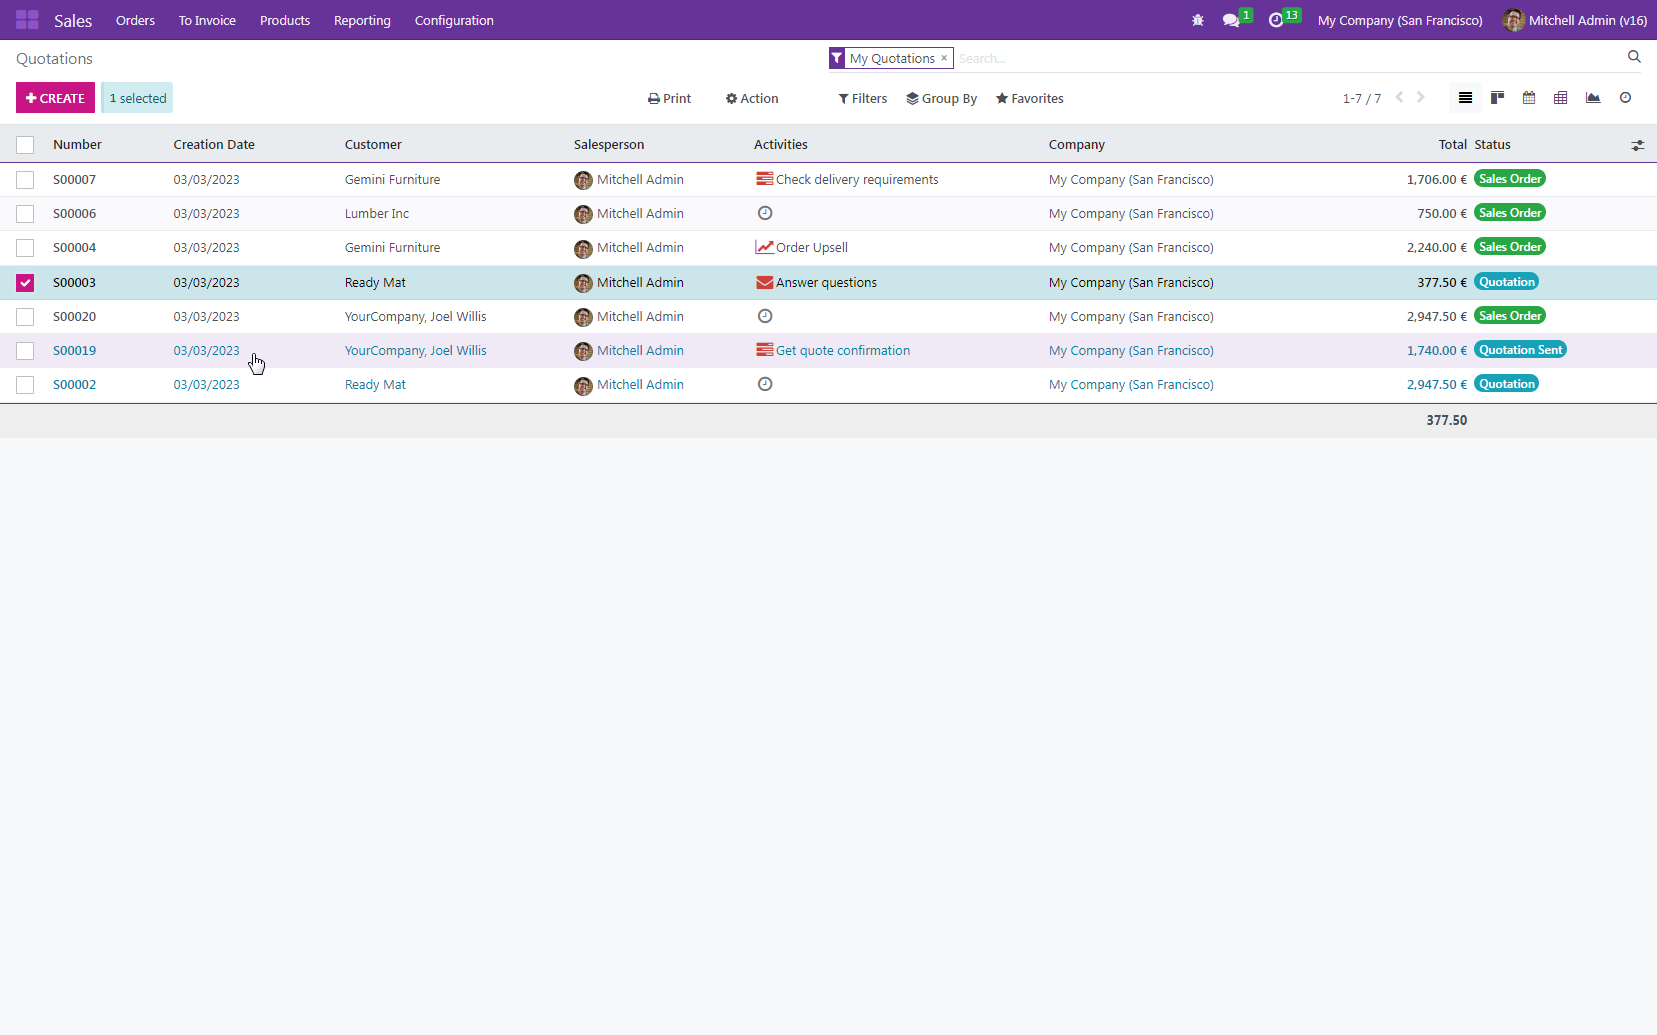 Sales Orders To Invoice Products Reporting Configuration 1 13 My Company (San Francisco) Mitchell Admin (v16)
Quotations My Quotations × Search...
CREATE 1 selected Print Action Filters Group By Favorites 1-7 / 7
Number Creation Date Customer Salesperson Activities Company Total Status
S00007 03/03/2023 Gemini Furniture Mitchell Admin Check delivery requirements My Company (San Francisco) 1,706.00 € Sales Order
S00006 03/03/2023 Lumber Inc Mitchell Admin My Company (San Francisco) 750.00 € Sales Order
S00004 03/03/2023 Gemini Furniture Mitchell Admin Order Upsell My Company (San Francisco) 2,240.00 € Sales Order
S00003 03/03/2023 Ready Mat Mitchell Admin Answer questions My Company (San Francisco) 377.50 € Quotation
S00020 03/03/2023 YourCompany, Joel Willis Mitchell Admin My Company (San Francisco) 2,947.50 € Sales Order
S00019 03/03/2023 YourCompany, Joel Willis Mitchell Admin Get quote confirmation My Company (San Francisco) 1,740.00 € Quotation Sent
S00002 03/03/2023 Ready Mat Mitchell Admin My Company (San Francisco) 2,947.50 € Quotation
377.50